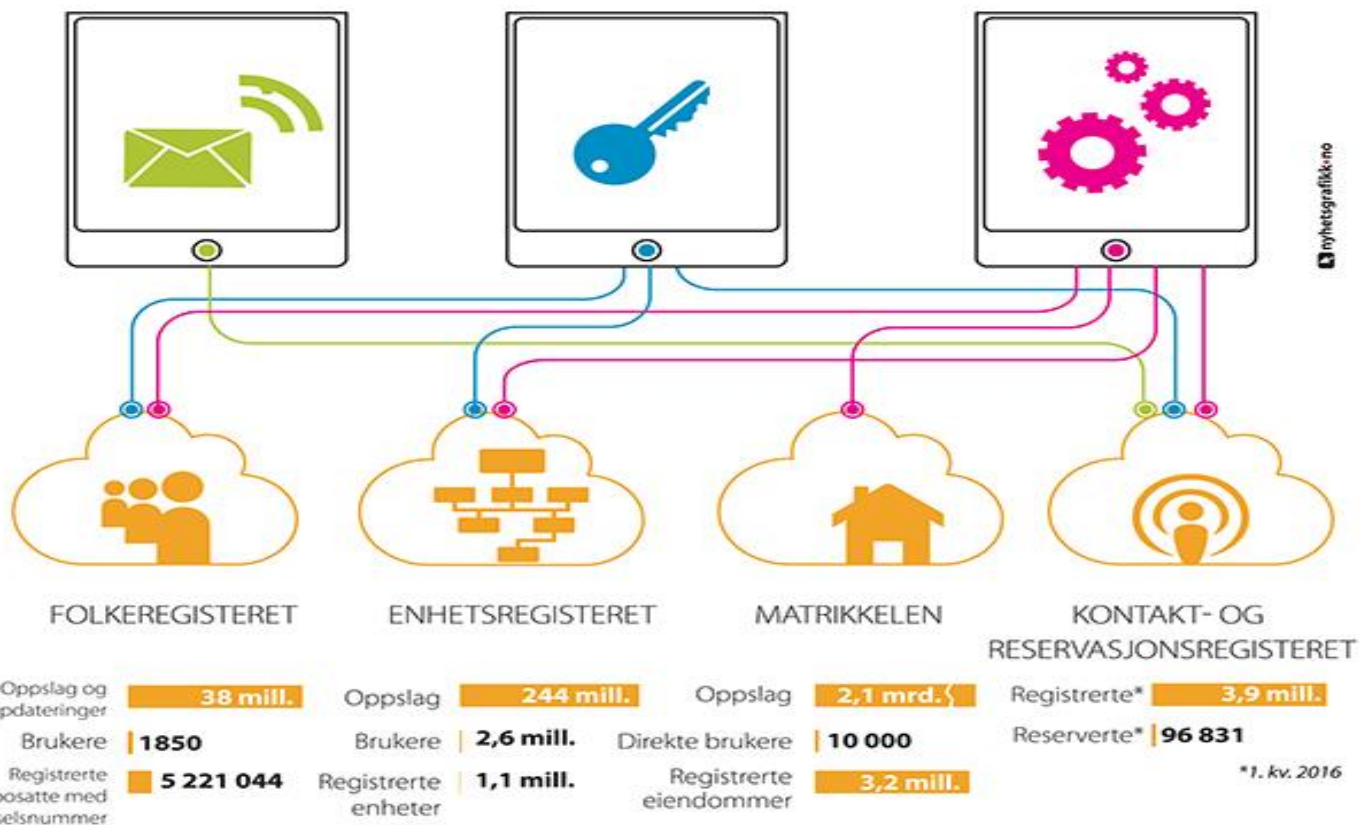 nyhetsgrafikk.no
FOLKEREGISTERET
ENHETSREGISTERET
MATRIKKELEN
KONTAKT- OG
RESERVASJONSREGISTERET
Oppslag og
pdateringer
38 mill.
Brukere
1850
Registrerte
bosatte med
selsnummer
5 221 044
Oppslag
244 mill.
Brukere
2,6 mill.
Registrerte
enheter
1,1 mill.
Oppslag
2,1 mrd.
Direkte brukere
10 000
Registrerte
eiendommer
3,2 mill.
Registrerte*
3,9 mill.
Reserverte*
96 831
*1. kv. 2016